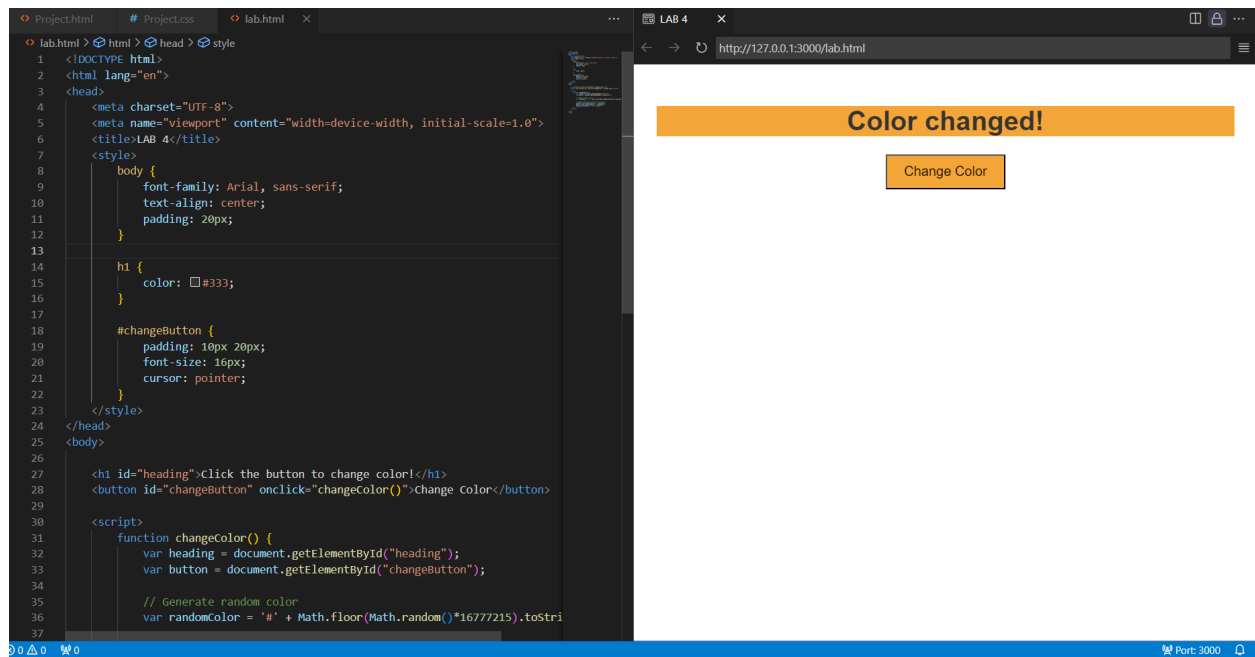 Project.html # Project.css lab.html
lab.html > html > head > style
1 <!DOCTYPE html>
2 <html lang="en">
3 <head>
4 <meta charset="UTF-8">
5 <meta name="viewport" content="width=device-width, initial-scale=1.0">
6 <title>LAB 4</title>
7 <style>
8 body {
9 font-family: Arial, sans-serif;
10 text-align: center;
11 padding: 20px;
12 }
13
14 h1 {
15 color: #333;
16 }
17
18 #changeButton {
19 padding: 10px 20px;
20 font-size: 16px;
21 cursor: pointer;
22 }
23 </style>
24 </head>
25 <body>
26
27 <h1 id="heading">Click the button to change color!</h1>
28 <button id="changeButton" onclick="changeColor()">Change Color</button>
29
30 <script>
31 function changeColor() {
32 var heading = document.getElementById("heading");
33 var button = document.getElementById("changeButton");
34
35 // Generate random color
36 var randomColor = '#' + Math.floor(Math.random()*16777215).toStri
37
LAB 4
http://127.0.0.1:3000/lab.html
Color changed!
Change Color
0 0 0
Port: 3000